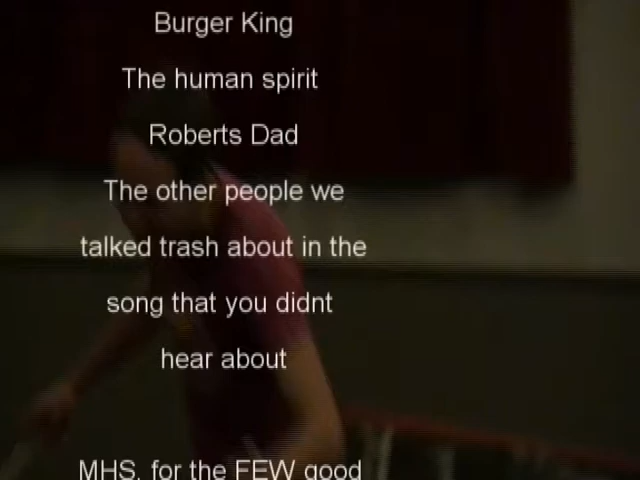 Burger King
The human spirit
Roberts Dad
The other people we
talked trash about in the
song that you didnt
hear about
MHS, for the FEW good